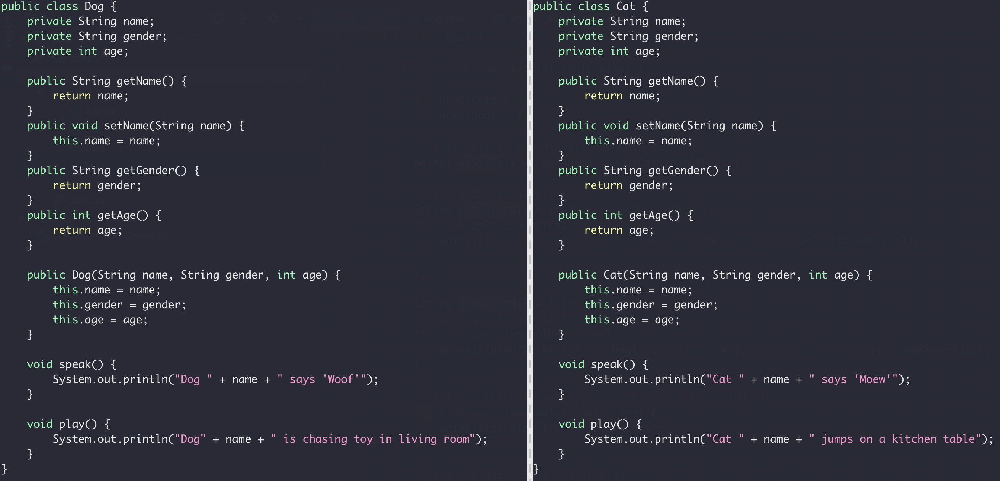 public class Dog {
    private String name;
    private String gender;
    private int age;

    public String getName() {
        return name;
    }
    public void setName(String name) {
        this.name = name;
    }
    public String getGender() {
        return gender;
    }
    public int getAge() {
        return age;
    }

    public Dog(String name, String gender, int age) {
        this.name = name;
        this.gender = gender;
        this.age = age;
    }

    void speak() {
        System.out.println("Dog " + name + " says 'Woof'");
    }

    void play() {
        System.out.println("Dog" + name + " is chasing toy in living room");
    }
}
public class Cat {
    private String name;
    private String gender;
    private int age;

    public String getName() {
        return name;
    }
    public void setName(String name) {
        this.name = name;
    }
    public String getGender() {
        return gender;
    }
    public int getAge() {
        return age;
    }

    public Cat(String name, String gender, int age) {
        this.name = name;
        this.gender = gender;
        this.age = age;
    }

    void speak() {
        System.out.println("Cat " + name + " says 'Moew'");
    }

    void play() {
        System.out.println("Cat " + name + " jumps on a kitchen table");
    }
}